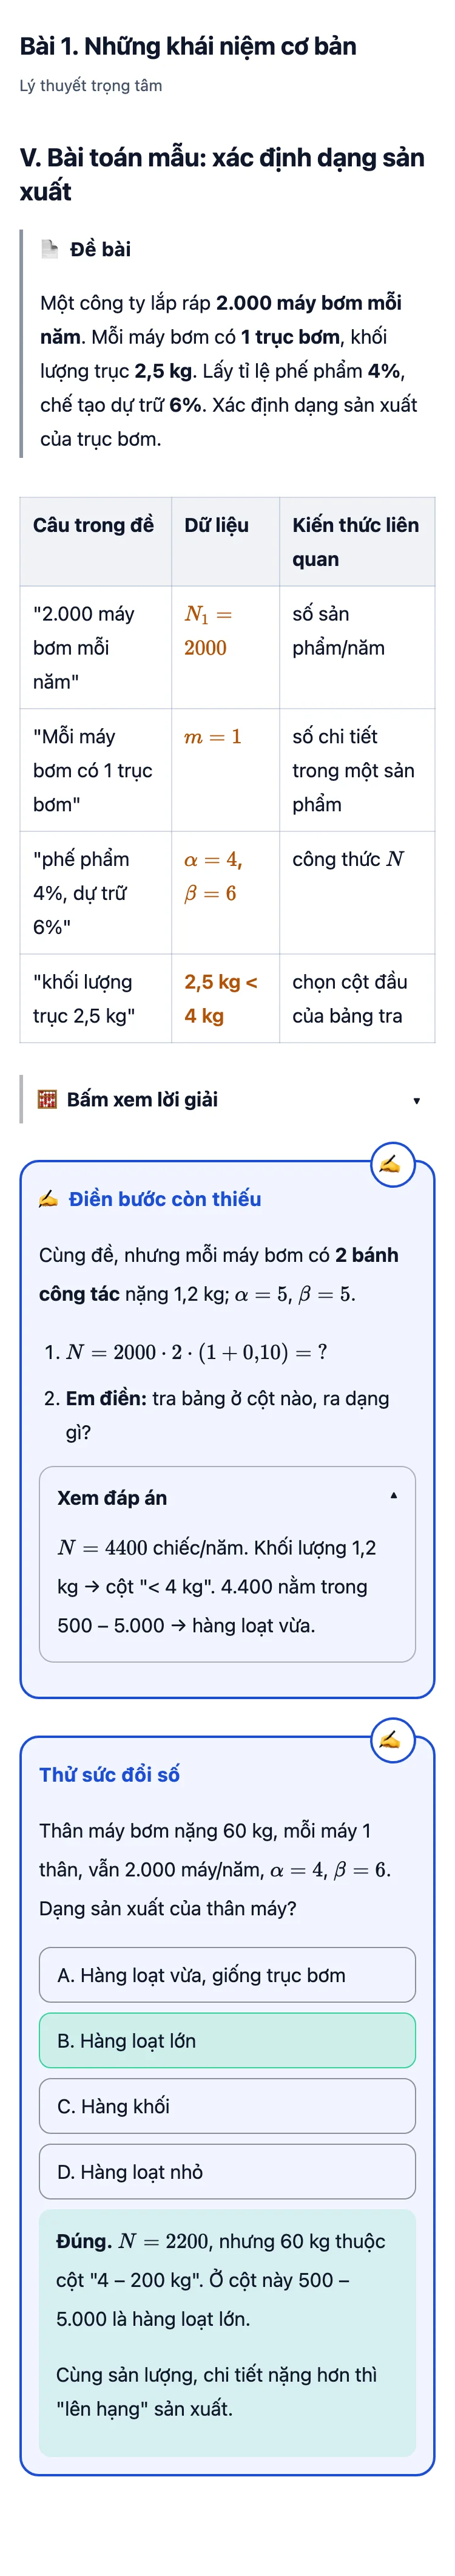 Bài 1. Những khái niệm cơ bản
Lý thuyết trọng tâm
V. Bài toán mẫu: xác định dạng sản
xuất
Đề bài
Một công ty lắp ráp 2.000 máy bơm mỗi
năm. Mỗi máy bơm có 1 trục bơm, khối
lượng trục 2,5 kg. Lấy tỉ lệ phế phẩm 4%,
chế tạo dự trữ 6%. Xác định dạng sản xuất
của trục bơm.
Câu trong đề
Dữ liệu
Kiến thức liên
quan
"2.000 máy
bơm mỗi
năm"
N₁ =
2000
số sản
phẩm/năm
"Mỗi máy
bơm có 1 trục
bơm"
m = 1
số chi tiết
trong một sản
phẩm
"phế phẩm
4%, dự trữ
6%"
α = 4,
β = 6
công thức N
"khối lượng
trục 2,5 kg"
2,5 kg <
4 kg
chọn cột đầu
của bảng tra
🧮 Bấm xem lời giải ▼
✍️ Điền bước còn thiếu
Cùng đề, nhưng mỗi máy bơm có 2 bánh
công tác nặng 1,2 kg; α = 5, β = 5.
1. N = 2000 · 2 · (1 + 0,10) = ?
2. Em điền: tra bảng ở cột nào, ra dạng
gì?
Xem đáp án ▲
N = 4400 chiếc/năm. Khối lượng 1,2
kg → cột "< 4 kg". 4.400 nằm trong
500 – 5.000 → hàng loạt vừa.
Thử sức đổi số
Thân máy bơm nặng 60 kg, mỗi máy 1
thân, vẫn 2.000 máy/năm, α = 4, β = 6.
Dạng sản xuất của thân máy?
A. Hàng loạt vừa, giống trục bơm
B. Hàng loạt lớn
C. Hàng khối
D. Hàng loạt nhỏ
Đúng. N = 2200, nhưng 60 kg thuộc
cột "4 – 200 kg". Ở cột này 500 –
5.000 là hàng loạt lớn.
Cùng sản lượng, chi tiết nặng hơn thì
"lên hạng" sản xuất.